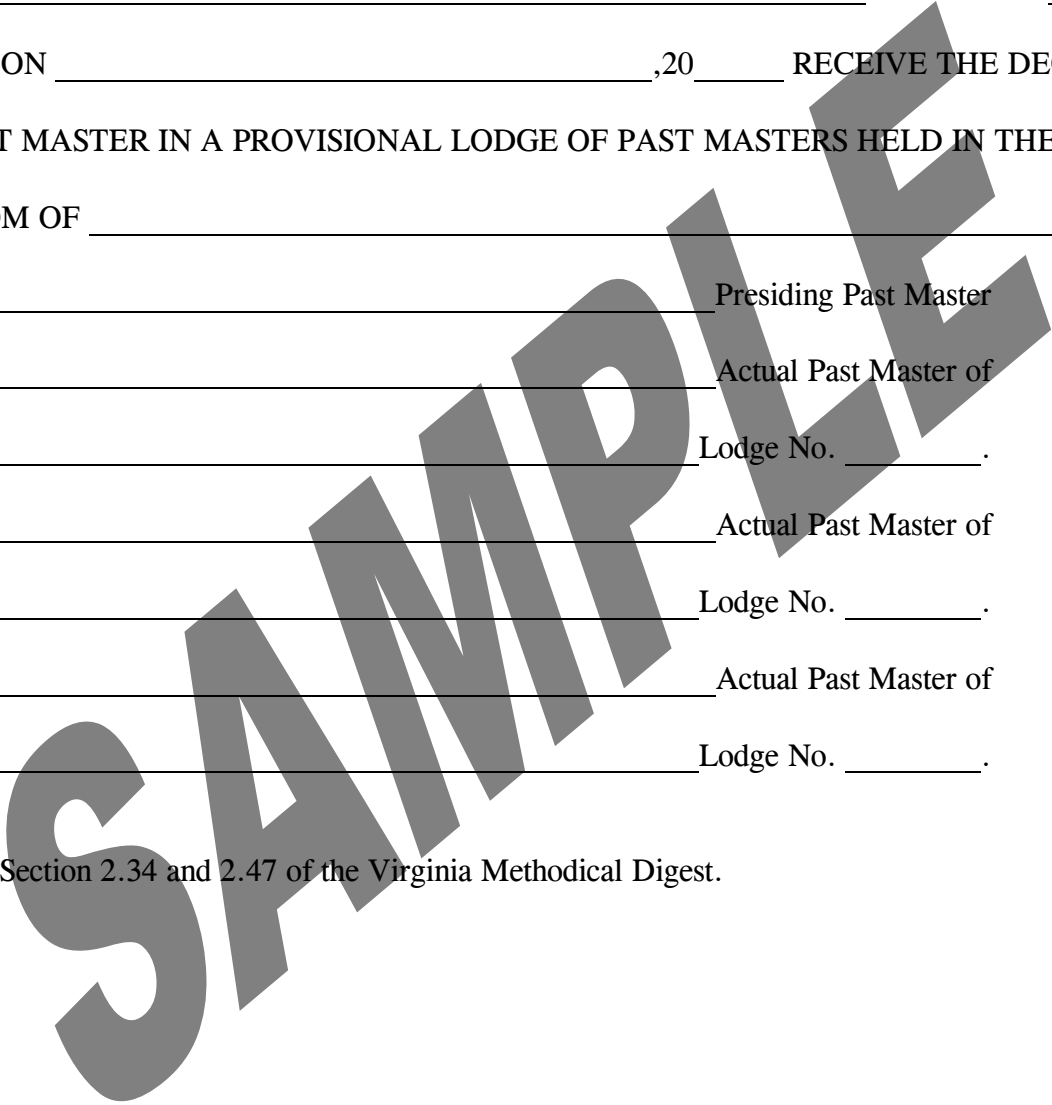 ON ,20 RECEIVE THE
MASTER IN A PROVISIONAL LODGE OF PAST MASTERS HELD IN THE
OF
Presiding Past Master
Actual Past Master of
Lodge No. .
Actual Past Master of
Lodge No. .
Actual Past Master of
Lodge No. .
Section 2.34 and 2.47 of the Virginia Methodical Digest.
SAMPLE